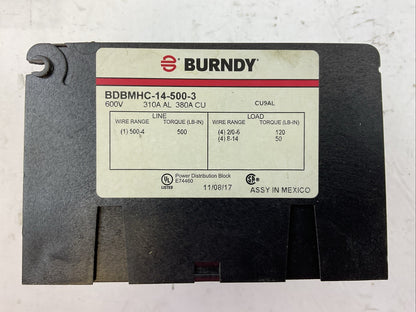 BURNDY
BDBMHC-14-500-3
600V 310A AL 380A CU CU9AL
LINE LOAD
WIRE RANGE TORQUE (LB-IN) WIRE RANGE TORQUE (LB-IN)
(1) 500-4 500 (4) 2/0-6 120
(4) 8-14 50
UL LISTED Power Distribution Block
E74460
11/08/17 ASSY IN MEXICO